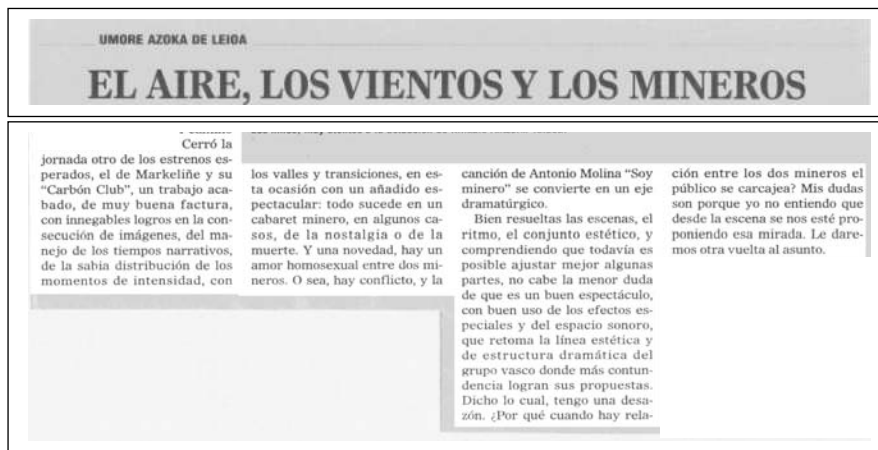 UMORE AZOKA DE LEIOA
EL AIRE, LOS VIENTOS Y LOS MINEROS
Cerró la
jornada otro de los estrenos es-
perados, el de Markeliñe y su
“Carbón Club”, un trabajo aca-
bado, de muy buena factura,
con innegables logros en la con-
secución de imágenes, del ma-
nejo de los tiempos narrativos,
de la sabia distribución de los
momentos de intensidad, con
los valles y transiciones, en es-
ta ocasión con un añadido es-
pectacular: todo sucede en un
cabaret minero, en algunos ca-
sos, de la nostalgia o de la
muerte. Y una novedad, hay un
amor homosexual entre dos mi-
neros. O sea, hay conflicto, y la
canción de Antonio Molina “Soy
minero” se convierte en un eje
dramatúrgico.
Bien resueltas las escenas, el
ritmo, el conjunto estético, y
comprendiendo que todavía es
posible ajustar mejor algunas
partes, no cabe la menor duda
de que es un buen espectáculo,
con buen uso de los efectos es-
peciales y del espacio sonoro,
que retoma la línea estética y
de estructura dramática del
grupo vasco donde más contun-
dencia logran sus propuestas.
Dicho lo cual, tengo una desa-
zón. ¿Por qué cuando hay rela-
ción entre los dos mineros el
público se carcajea? Mis dudas
son porque yo no entiendo que
desde la escena se nos esté pro-
poniendo esa mirada. Le dare-
mos otra vuelta al asunto.